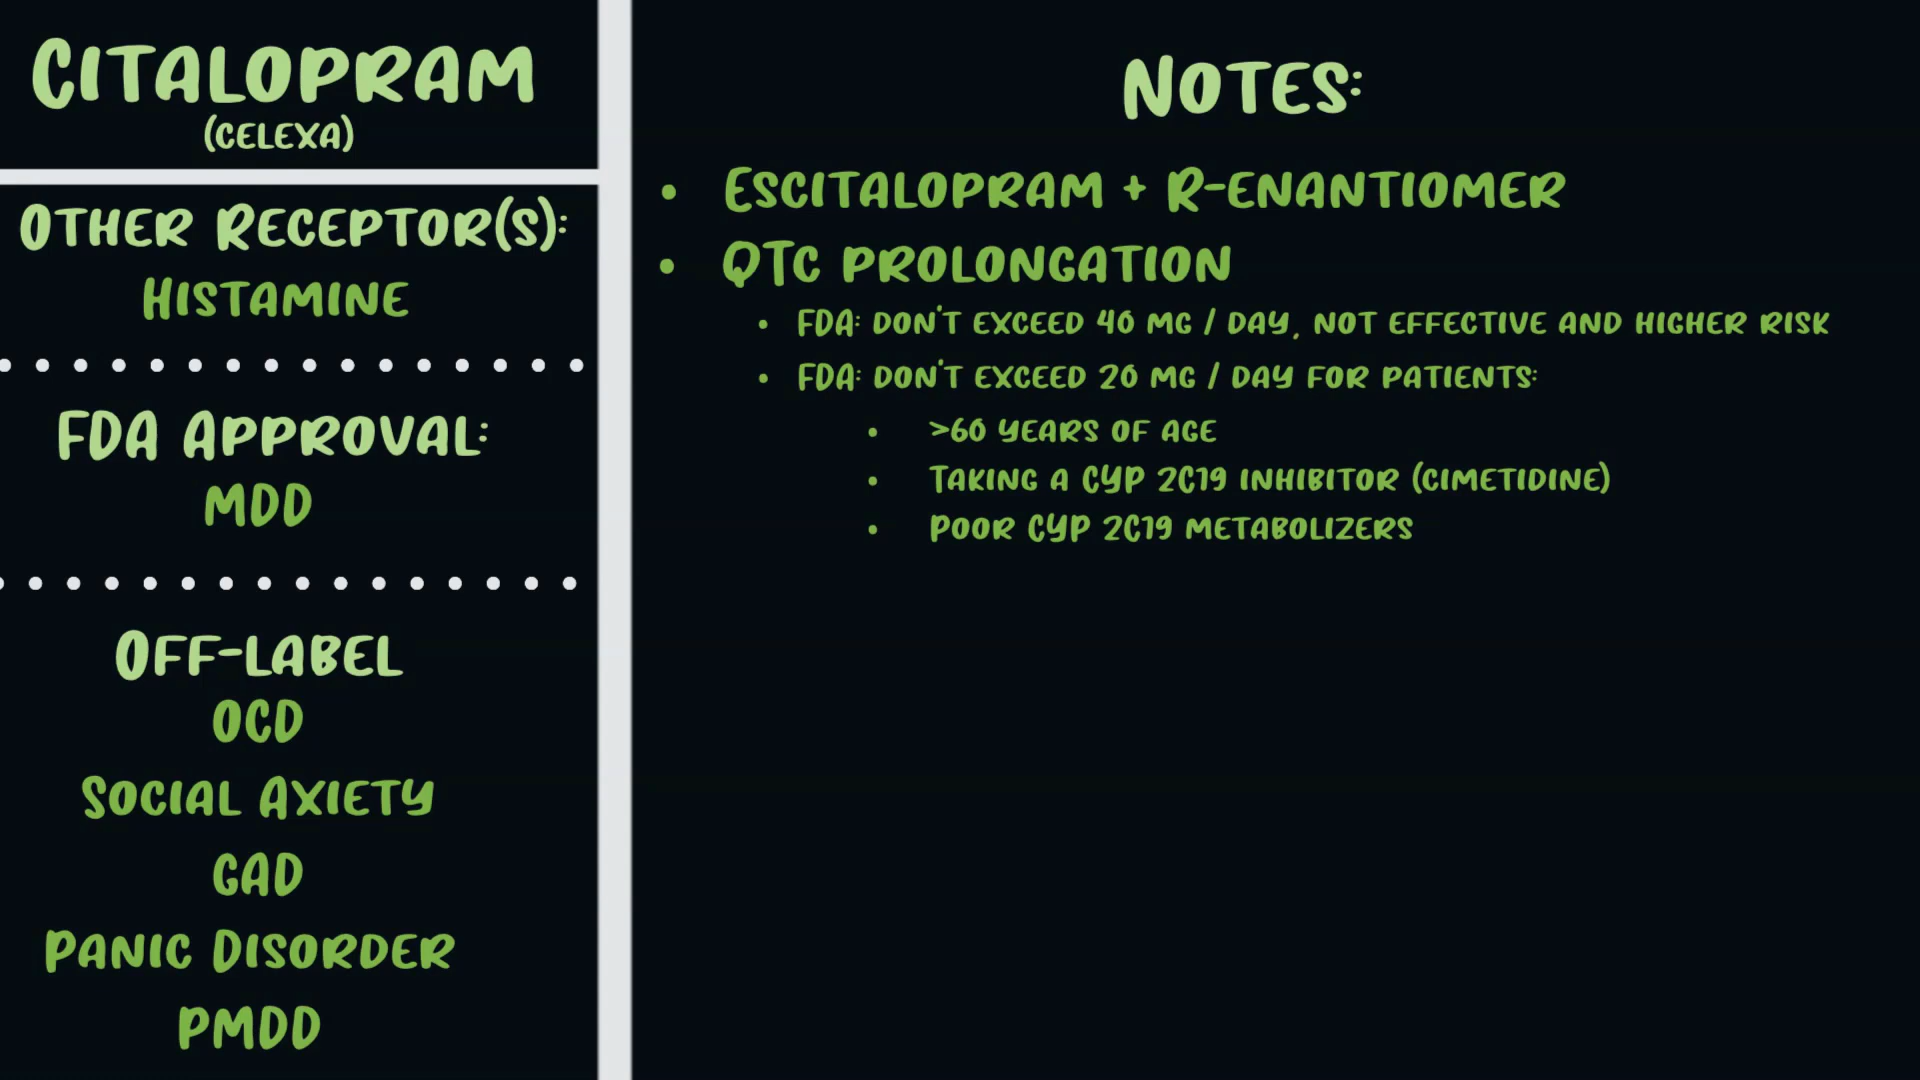 Citalopram
(Celexa)
Other Receptor(s):
Histamine
FDA Approval:
MDD
Off-label
OCD
Social Axiety
GAD
Panic Disorder
PMDD
Notes:
• Escitalopram + R-enantiomer
• QTc prolongation
• FDA: don't exceed 40 mg / day, not effective and higher risk
• FDA: don't exceed 20 mg / day for patients:
• >60 years of age
• Taking a CYP 2C19 inhibitor (cimetidine)
• Poor CYP 2C19 metabolizers